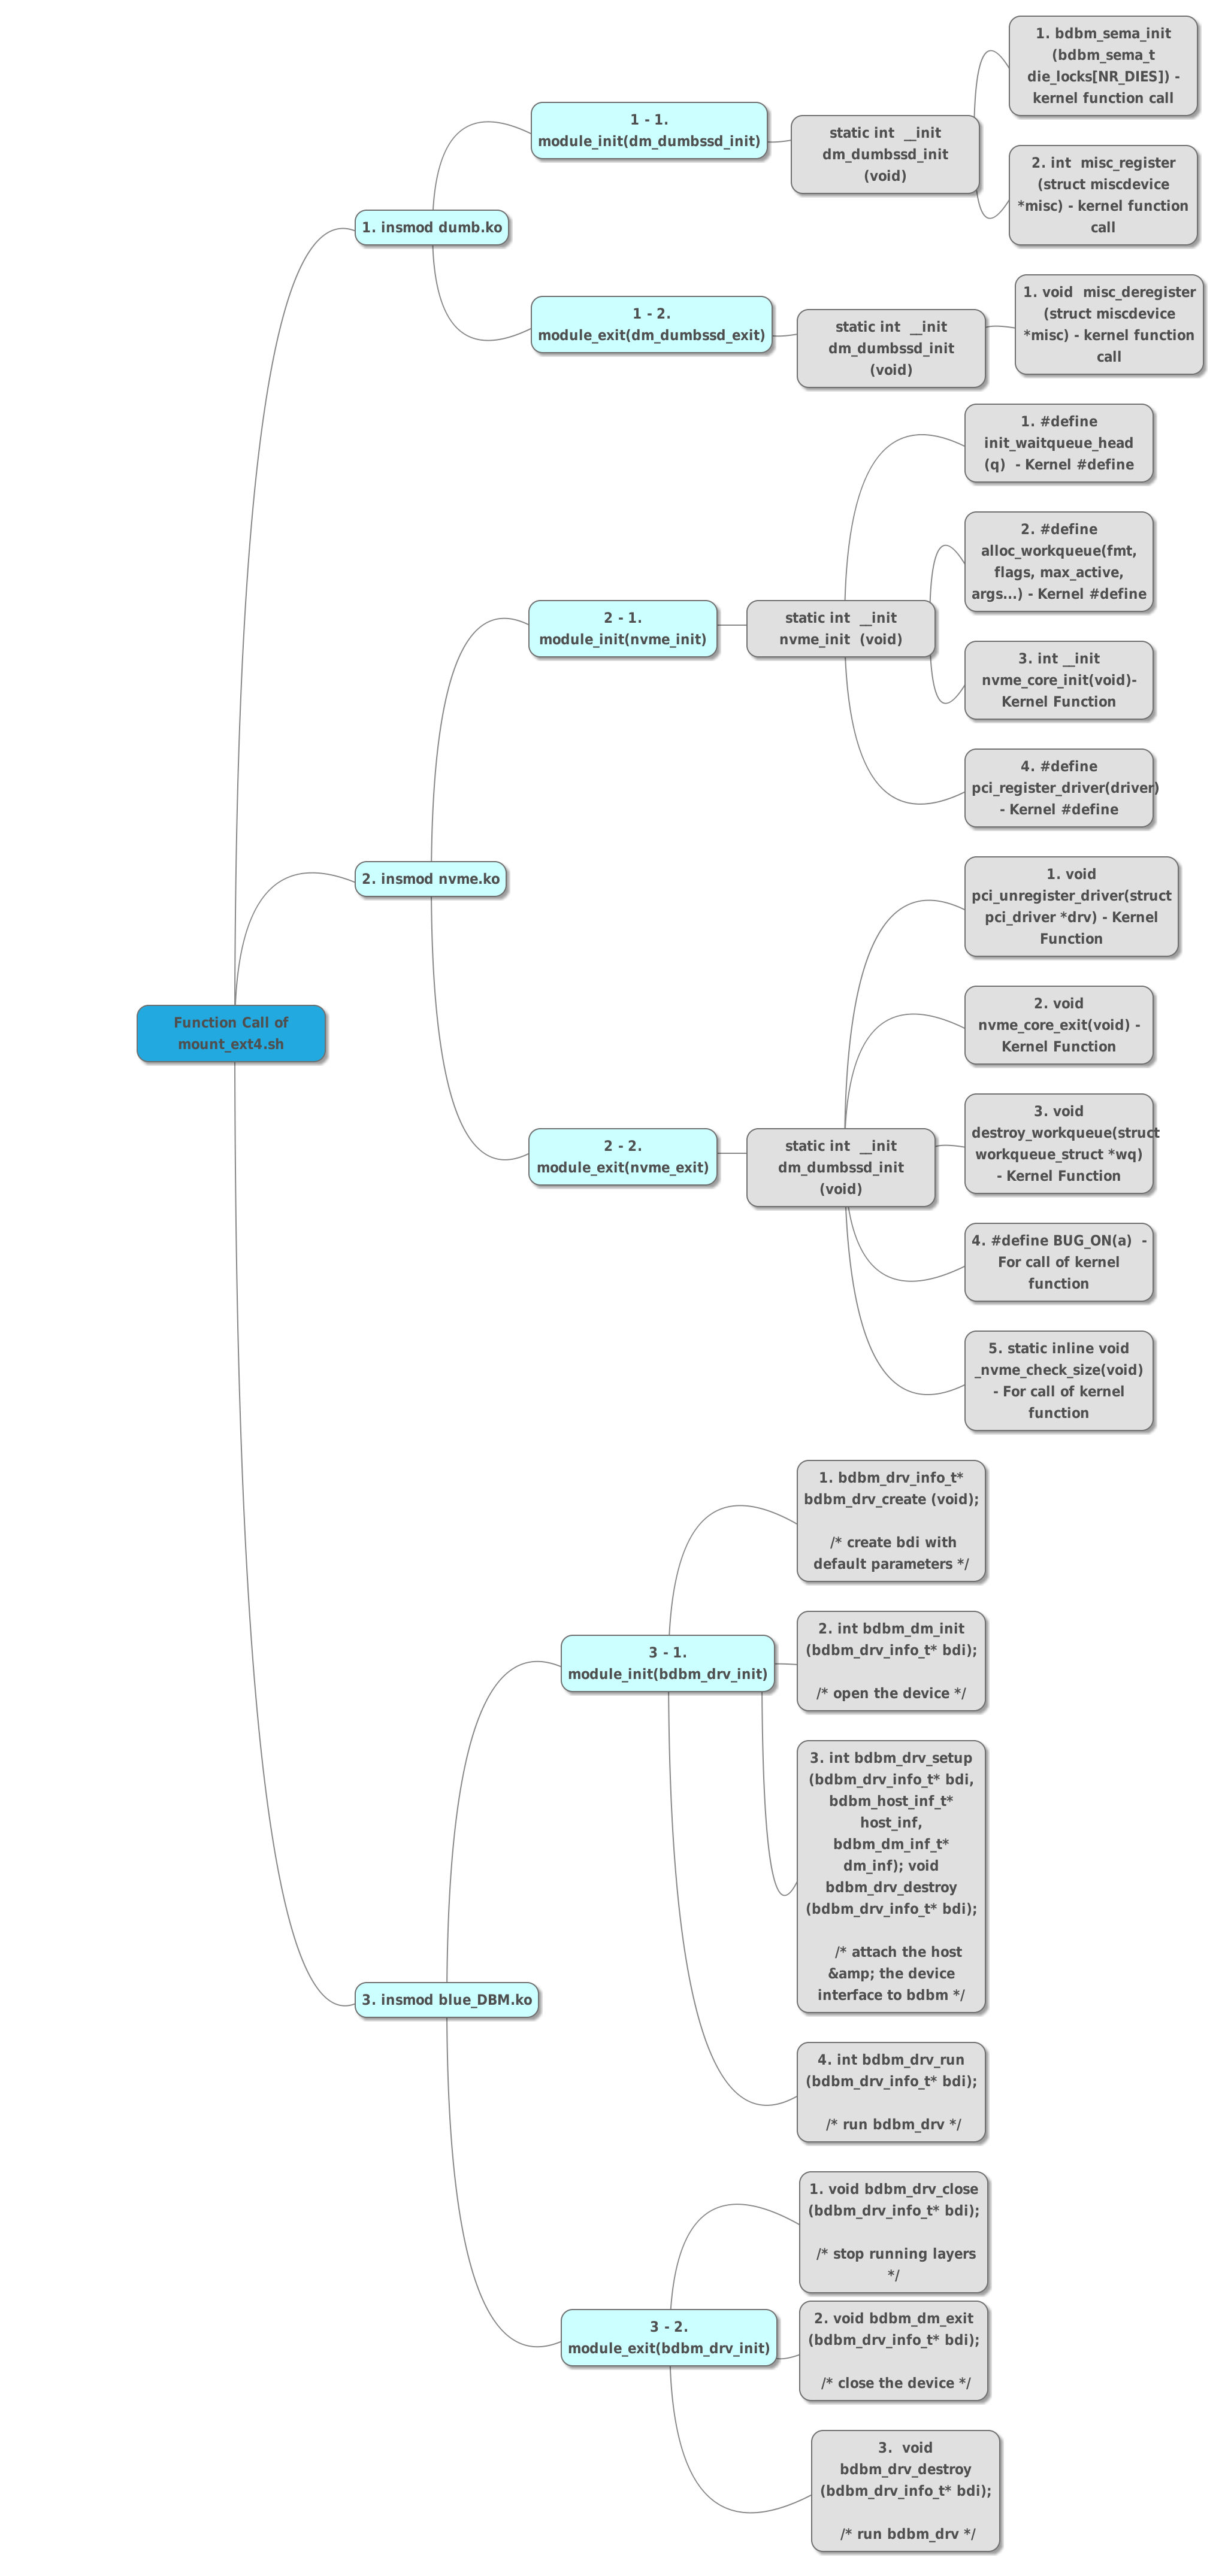 Function Call of
mount_ext4.sh
1. insmod dumb.ko
1 - 1.
module_init(dm_dumbssd_init)
static int __init
dm_dumbssd_init
(void)
1. bdbm_sema_init
(bdbm_sema_t
die_locks[NR_DIES]) -
kernel function call
2. int misc_register
(struct miscdevice
*misc) - kernel function
call
1 - 2.
module_exit(dm_dumbssd_exit)
static int __init
dm_dumbssd_init
(void)
1. void misc_deregister
(struct miscdevice
*misc) - kernel function
call
2. insmod nvme.ko
2 - 1.
module_init(nvme_init)
static int __init
nvme_init (void)
1. #define
init_waitqueue_head
(q) - Kernel #define
2. #define
alloc_workqueue(fmt,
flags, max_active,
args...) - Kernel #define
3. int __init
nvme_core_init(void)-
Kernel Function
4. #define
pci_register_driver(driver)
- Kernel #define
2 - 2.
module_exit(nvme_exit)
static int __init
dm_dumbssd_init
(void)
1. void
pci_unregister_driver(struct
pci_driver *drv) - Kernel
Function
2. void
nvme_core_exit(void) -
Kernel Function
3. void
destroy_workqueue(struct
workqueue_struct *wq)
- Kernel Function
4. #define BUG_ON(a) -
For call of kernel
function
5. static inline void
_nvme_check_size(void)
- For call of kernel
function
3. insmod blue_DBM.ko
3 - 1.
module_init(bdbm_drv_init)
1. bdbm_drv_info_t*
bdbm_drv_create (void);
/* create bdi with
default parameters */
2. int bdbm_dm_init
(bdbm_drv_info_t* bdi);
/* open the device */
3. int bdbm_drv_setup
(bdbm_drv_info_t* bdi,
bdbm_host_inf_t*
host_inf,
bdbm_dm_inf_t*
dm_inf); void
bdbm_drv_destroy
(bdbm_drv_info_t* bdi);
/* attach the host
&amp; the device
interface to bdbm */
4. int bdbm_drv_run
(bdbm_drv_info_t* bdi);
/* run bdbm_drv */
3 - 2.
module_exit(bdbm_drv_init)
1. void bdbm_drv_close
(bdbm_drv_info_t* bdi);
/* stop running layers
*/
2. void bdbm_dm_exit
(bdbm_drv_info_t* bdi);
/* close the device */
3. void
bdbm_drv_destroy
(bdbm_drv_info_t* bdi);
/* run bdbm_drv */